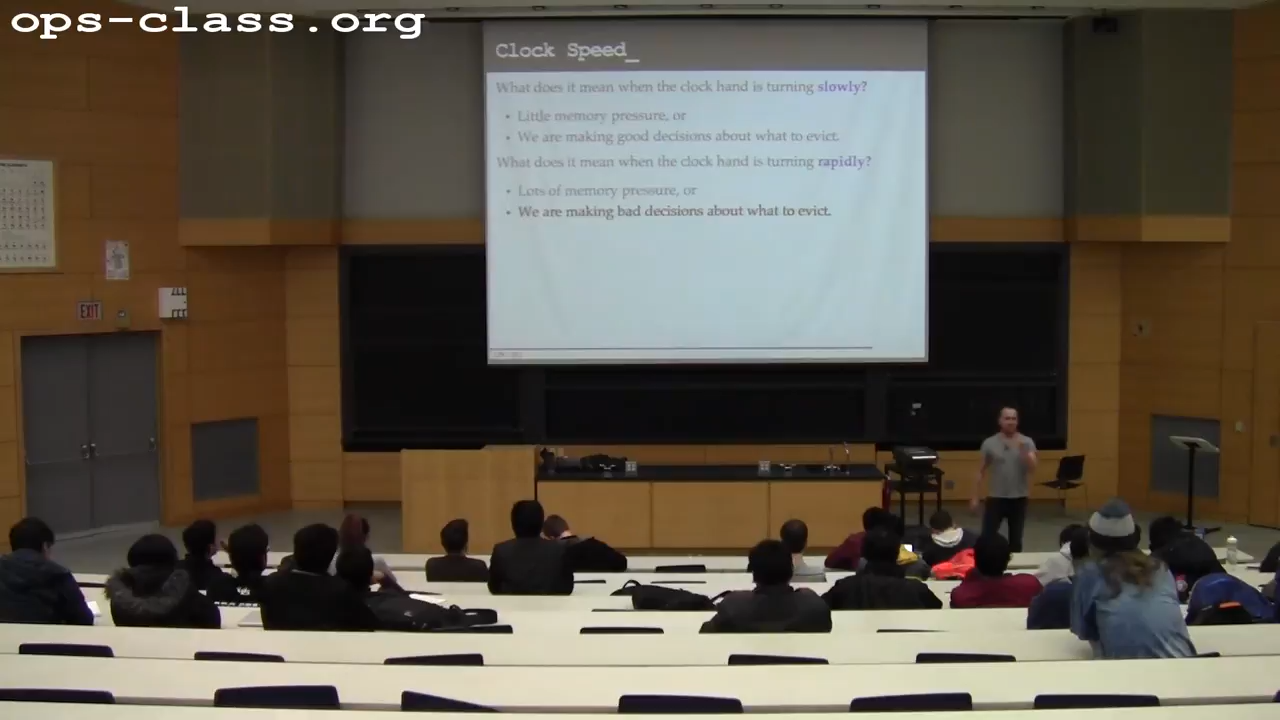 ops-class.org
Clock Speed_
What does it mean when the clock hand is turning slowly?
• Little memory pressure, or
• We are making good decisions about what to evict.
What does it mean when the clock hand is turning rapidly?
• Lots of memory pressure, or
• We are making bad decisions about what to evict.
EXIT